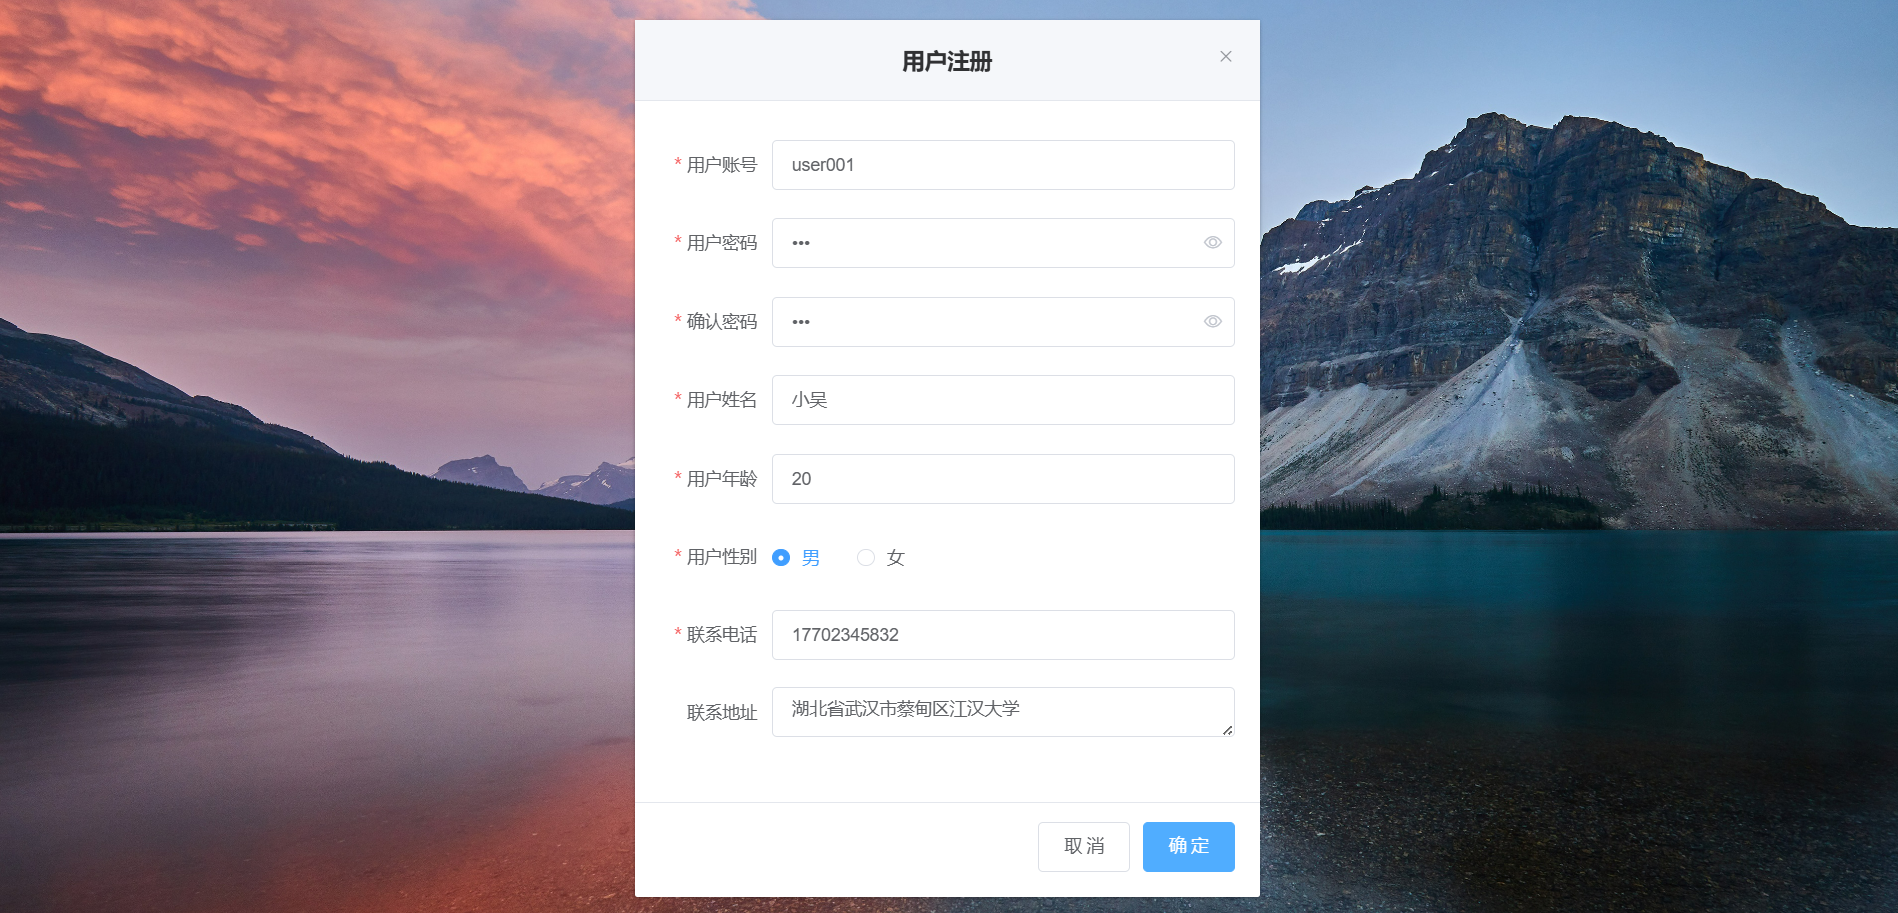 用户注册
* 用户账号 user001
* 用户密码 •••
* 确认密码 •••
* 用户姓名 小吴
* 用户年龄 20
* 用户性别 男 女
* 联系电话 17702345832
联系地址 湖北省武汉市蔡甸区江汉大学
取消 确定